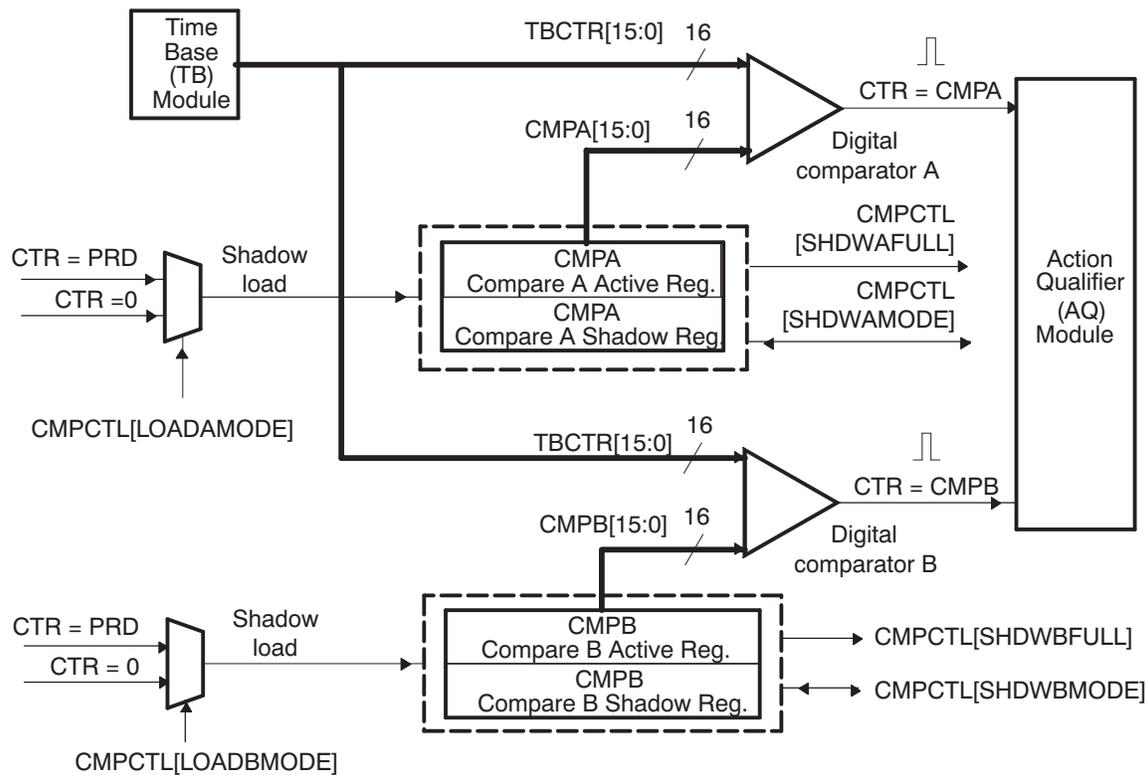 Time
Base
(TB)
Module
TBCTR[15:0]
16
CTR = CMPA
CMPA[15:0]
16
Digital
comparator A
CMPCTL
[SHDWAFULL]
CTR = PRD
CTR =0
Shadow
load
CMPA
Compare A Active Reg.
CMPA
Compare A Shadow Reg.
CMPCTL
[SHDWAMODE]
Action
Qualifier
(AQ)
Module
CMPCTL[LOADAMODE]
TBCTR[15:0]
16
CTR = CMPB
CMPB[15:0]
16
Digital
comparator B
CTR = PRD
CTR = 0
Shadow
load
CMPB
Compare B Active Reg.
CMPB
Compare B Shadow Reg.
CMPCTL[SHDWBFULL]
CMPCTL[SHDWBMODE]
CMPCTL[LOADBMODE]